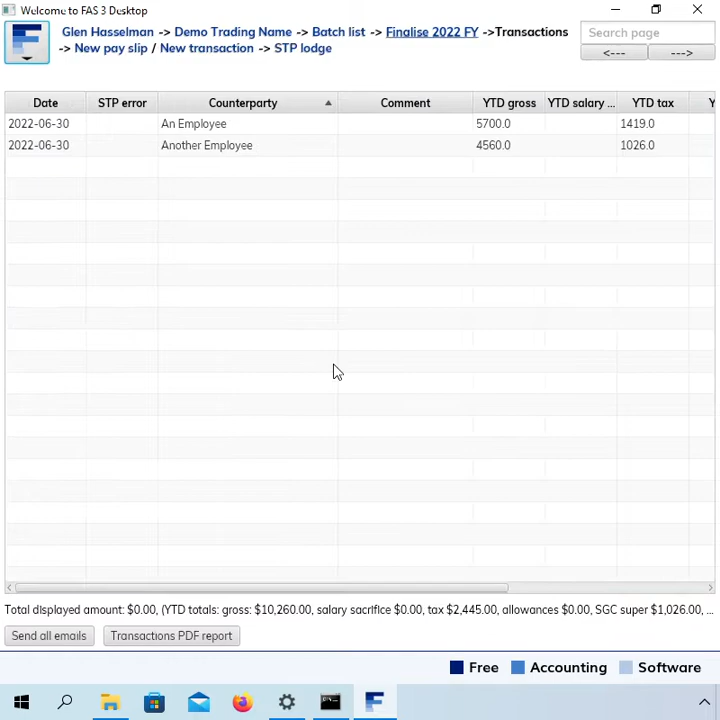 Welcome to FAS 3 Desktop
Glen Hasselman -> Demo Trading Name -> Batch list -> Finalise 2022 FY ->Transactions
-> New pay slip / New transaction -> STP lodge
Search page
<--- --->
Date STP error Counterparty Comment YTD gross YTD salary ... YTD tax Y
2022-06-30 An Employee 5700.0 1419.0
2022-06-30 Another Employee 4560.0 1026.0
Total displayed amount: $0.00, (YTD totals: gross: $10,260.00, salary sacrifice $0.00, tax $2,445.00, allowances $0.00, SGC super $1,026.00, ...
Send all emails Transactions PDF report
Free Accounting Software